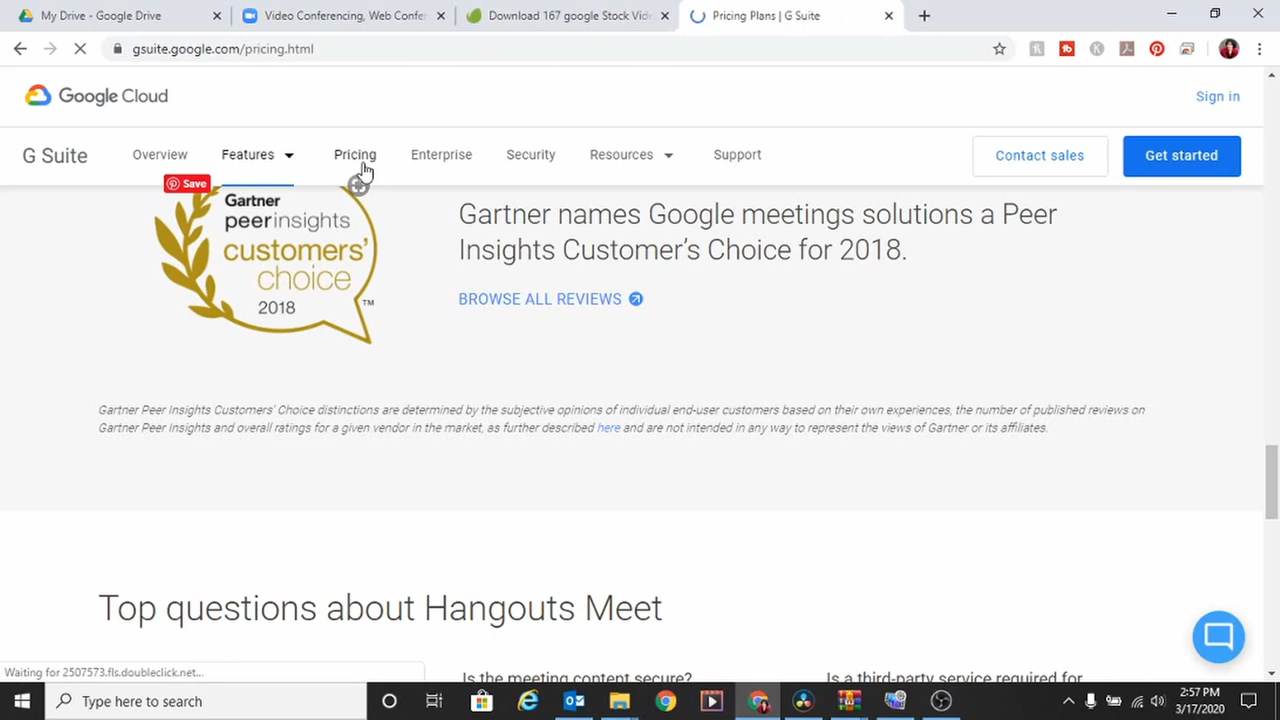 My Drive - Google Drive
Video Conferencing, Web Confer
Download 167 google Stock Vid
Pricing Plans | G Suite
gsuite.google.com/pricing.html
Google Cloud
Sign in
G Suite
Overview
Features
Pricing
Enterprise
Security
Resources
Support
Contact sales
Get started
Save
Gartner
peerinsights
customers'
choice
2018
TM
Gartner names Google meetings solutions a Peer
Insights Customer's Choice for 2018.
BROWSE ALL REVIEWS
Gartner Peer Insights Customers' Choice distinctions are determined by the subjective opinions of individual end-user customers based on their own experiences, the number of published reviews on
Gartner Peer Insights and overall ratings for a given vendor in the market, as further described here and are not intended in any way to represent the views of Gartner or its affiliates.
Top questions about Hangouts Meet
Waiting for 2507573.fls.doubleclick.net...
Is the meeting content secure?
Is a third-party service required for
Type here to search
2:57 PM
3/17/2020